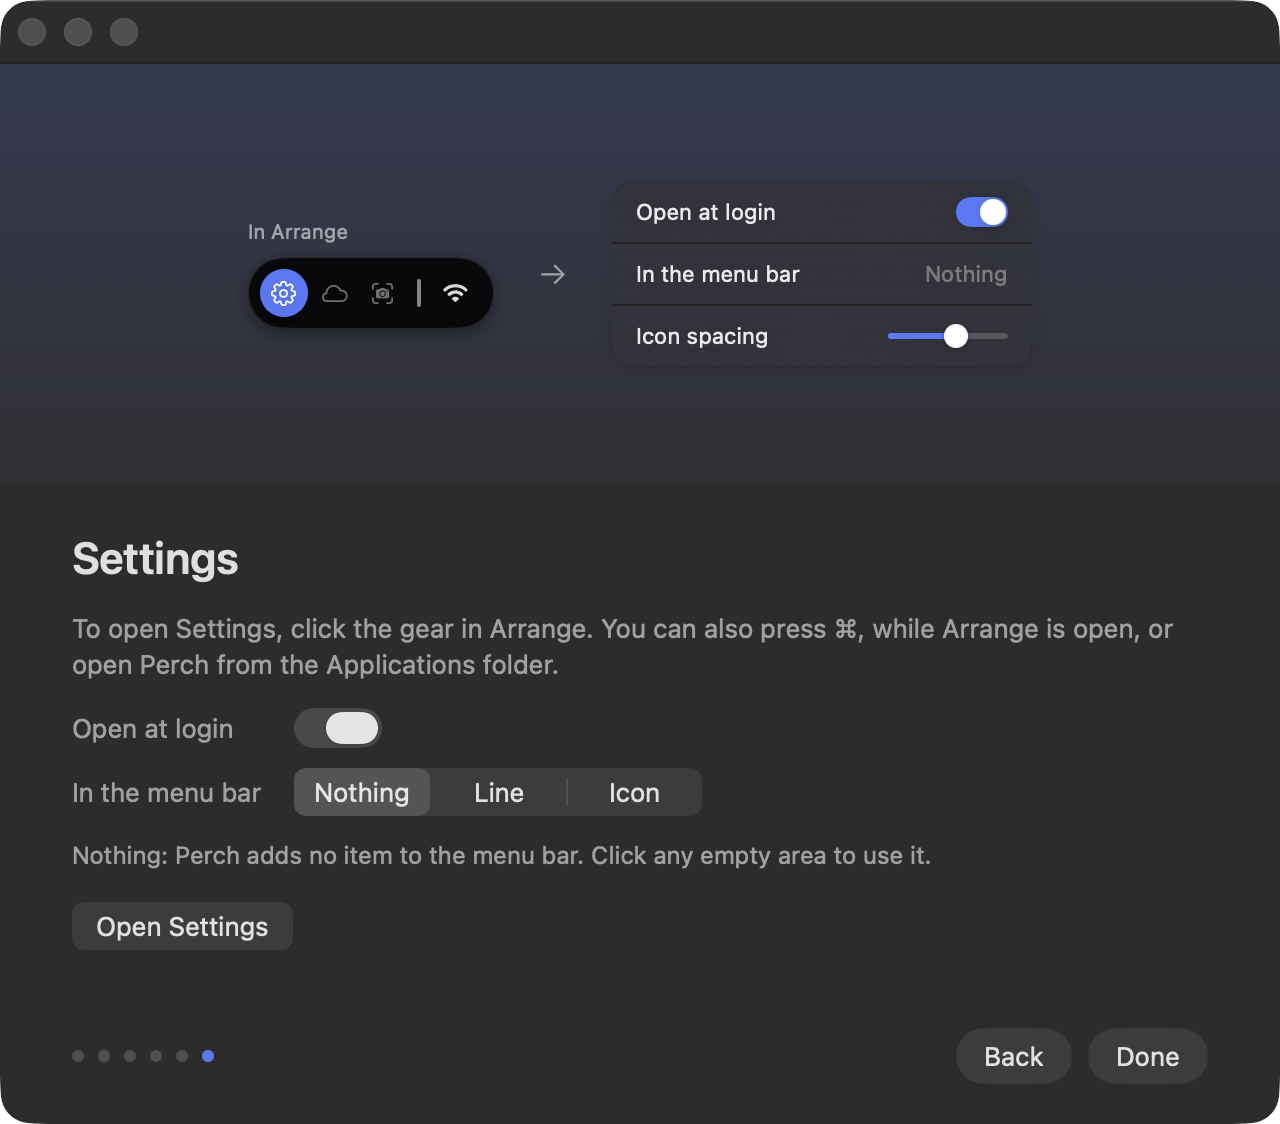 In Arrange
Open at login
In the menu bar Nothing
Icon spacing
Settings
To open Settings, click the gear in Arrange. You can also press ⌘, while Arrange is open, or
open Perch from the Applications folder.
Open at login
In the menu bar Nothing Line Icon
Nothing: Perch adds no item to the menu bar. Click any empty area to use it.
Open Settings
Back Done